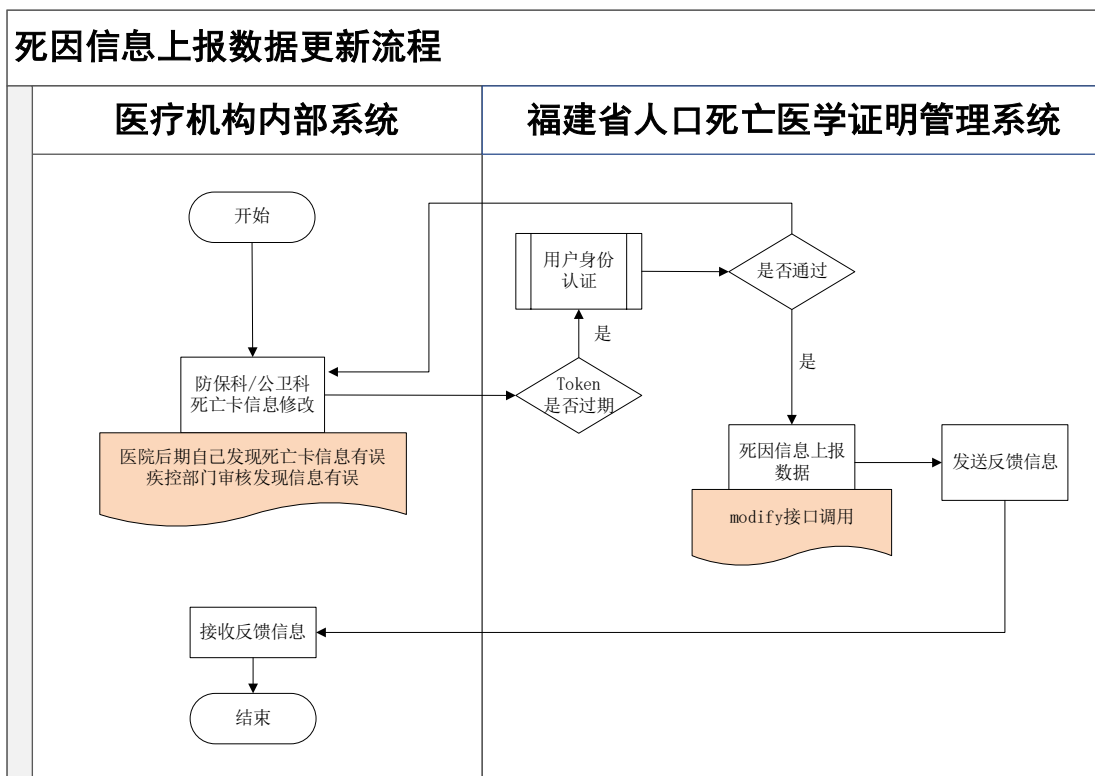 死因信息上报数据更新流程
医疗机构内部系统
福建省人口死亡医学证明管理系统
开始
用户身份
认证
是否通过
是
Token
是否过期
是
防保科/公卫科
死亡卡信息修改
医院后期自己发现死亡卡信息有误
疾控部门审核发现信息有误
死因信息上报
数据
发送反馈信息
modify接口调用
接收反馈信息
结束